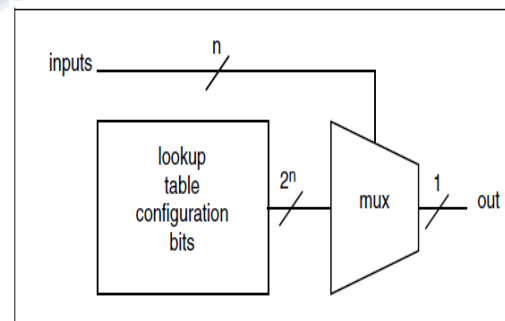 n
inputs
lookup
table
configuration
bits
2ⁿ
mux
1
out